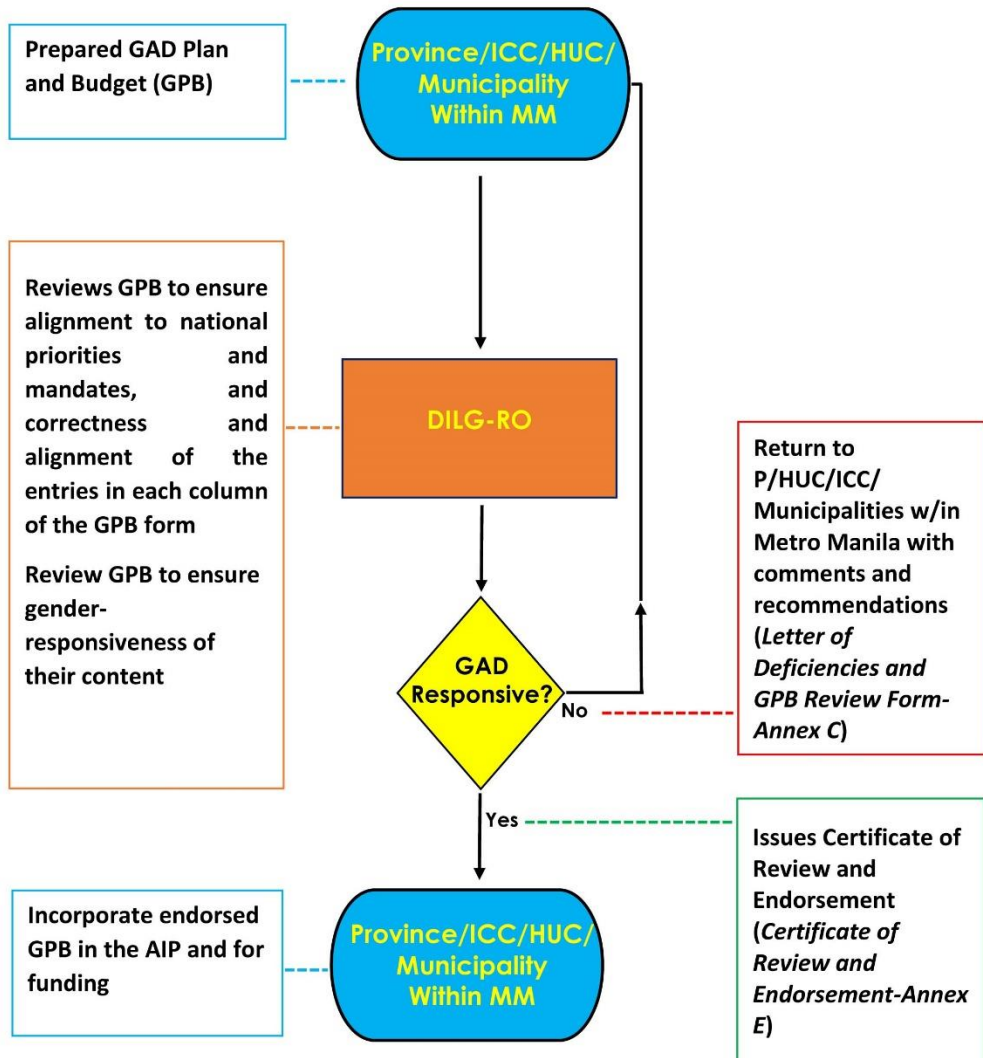 Prepared GAD Plan
and Budget (GPB)
Province/ICC/HUC/
Municipality
Within MM
Reviews GPB to ensure
alignment to national
priorities and
mandates, and
correctness and
alignment of the
entries in each column
of the GPB form
Review GPB to ensure
gender-
responsiveness of
their content
DILG-RO
GAD
Responsive?
No
Return to
P/HUC/ICC/
Municipalities w/in
Metro Manila with
comments and
recommendations
(Letter of
Deficiencies and
GPB Review Form-
Annex C)
Yes
Issues Certificate of
Review and
Endorsement
(Certificate of
Review and
Endorsement-Annex
E)
Incorporate endorsed
GPB in the AIP and for
funding
Province/ICC/HUC/
Municipality
Within MM